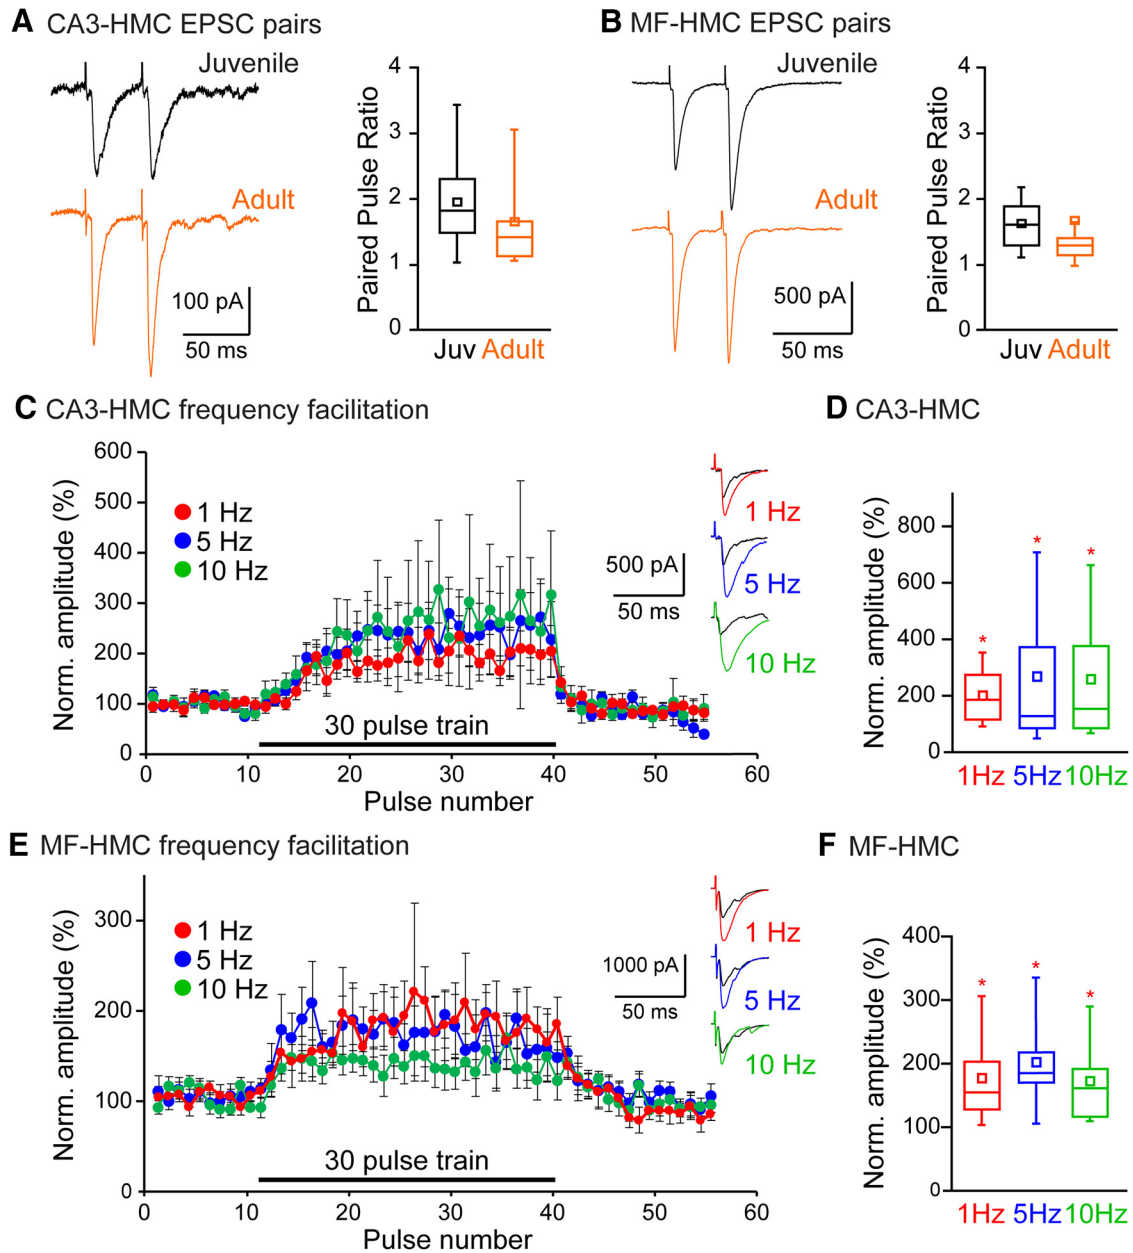 A CA3-HMC EPSC pairs
Juvenile
Adult
100 pA
50 ms
Paired Pulse Ratio
4
3
2
1
0
Juv Adult
B MF-HMC EPSC pairs
Juvenile
Adult
500 pA
50 ms
Paired Pulse Ratio
4
3
2
1
0
Juv Adult
C CA3-HMC frequency facilitation
Norm. amplitude (%)
600
500
400
300
200
100
0
1 Hz
5 Hz
10 Hz
30 pulse train
0 10 20 30 40 50 60
Pulse number
500 pA
50 ms
1 Hz
5 Hz
10 Hz
D CA3-HMC
Norm. amplitude (%)
800
600
400
200
0
* * *
1Hz 5Hz 10Hz
E MF-HMC frequency facilitation
Norm. amplitude (%)
300
200
100
0
1 Hz
5 Hz
10 Hz
30 pulse train
0 10 20 30 40 50 60
Pulse number
1000 pA
50 ms
1 Hz
5 Hz
10 Hz
F MF-HMC
Norm. amplitude (%)
400
300
200
100
0
* * *
1Hz 5Hz 10Hz